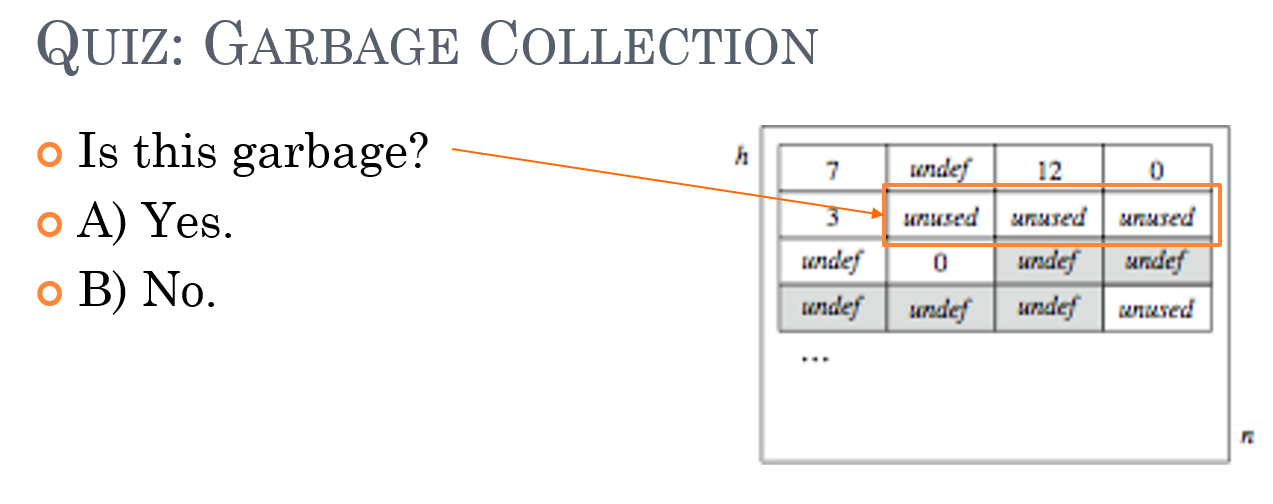 QUIZ: GARBAGE COLLECTION
Is this garbage?
A) Yes.
B) No.
h
7 undef 12 0
3 unused unused unused
undef 0 undef undef
undef undef undef unused
...
n